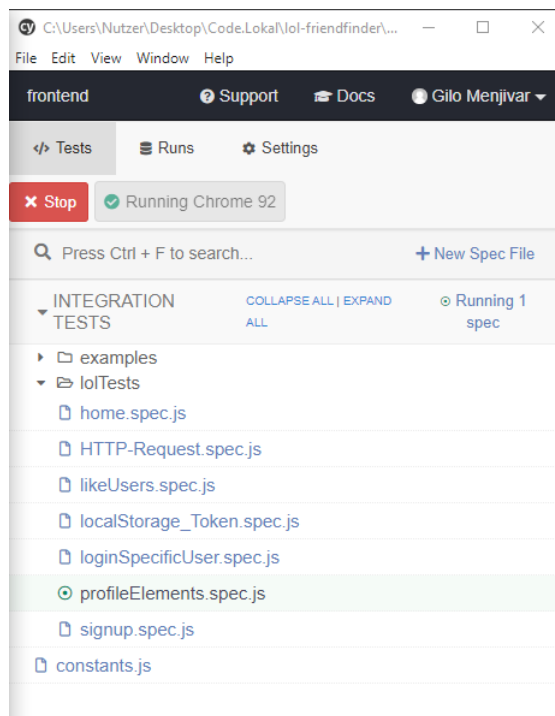 cy C:\Users\Nutzer\Desktop\Code.Lokal\lol-friendfinder\...
File Edit View Window Help
frontend Support Docs Gilo Menjivar
</> Tests Runs Settings
Stop Running Chrome 92
Press Ctrl + F to search... + New Spec File
INTEGRATION TESTS COLLAPSE ALL | EXPAND ALL Running 1 spec
examples
lolTests
home.spec.js
HTTP-Request.spec.js
likeUsers.spec.js
localStorage_Token.spec.js
loginSpecificUser.spec.js
profileElements.spec.js
signup.spec.js
constants.js